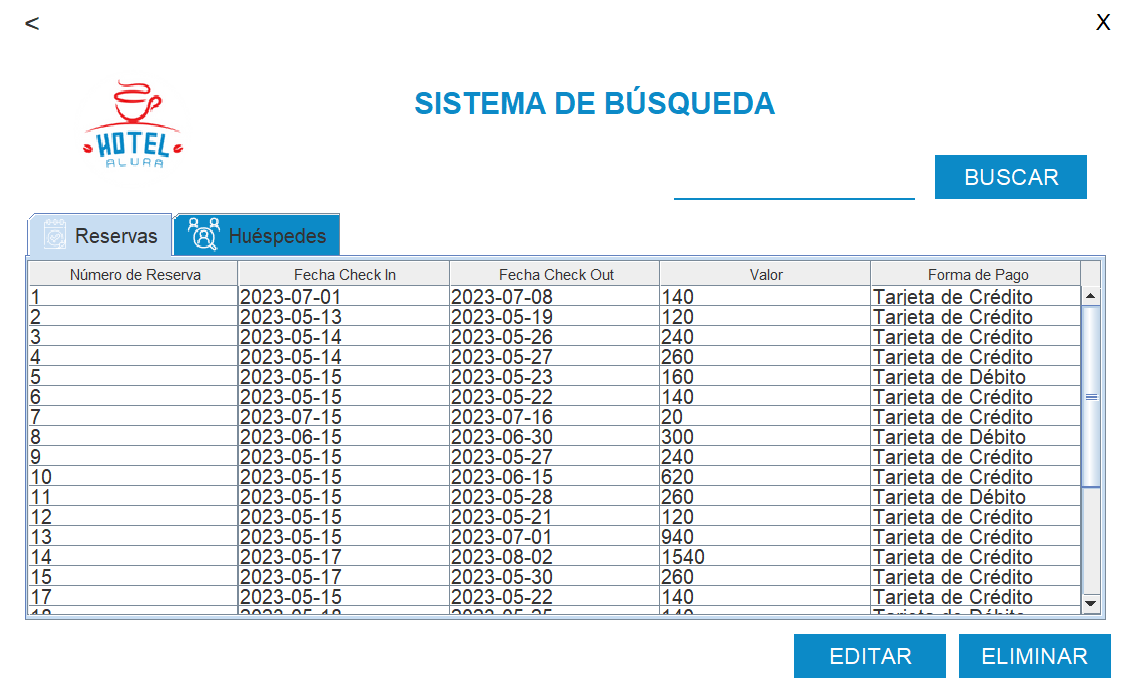 <
X
HOTEL
ALURA
SISTEMA DE BÚSQUEDA
BUSCAR
Reservas Huéspedes
Número de Reserva Fecha Check In Fecha Check Out Valor Forma de Pago
1 2023-07-01 2023-07-08 140 Tarjeta de Crédito
2 2023-05-13 2023-05-19 120 Tarjeta de Crédito
3 2023-05-14 2023-05-26 240 Tarjeta de Crédito
4 2023-05-14 2023-05-27 260 Tarjeta de Crédito
5 2023-05-15 2023-05-23 160 Tarjeta de Débito
6 2023-05-15 2023-05-22 140 Tarjeta de Crédito
7 2023-07-15 2023-07-16 20 Tarjeta de Crédito
8 2023-06-15 2023-06-30 300 Tarjeta de Débito
9 2023-05-15 2023-05-27 240 Tarjeta de Crédito
10 2023-05-15 2023-06-15 620 Tarjeta de Crédito
11 2023-05-15 2023-05-28 260 Tarjeta de Débito
12 2023-05-15 2023-05-21 120 Tarjeta de Crédito
13 2023-05-15 2023-07-01 940 Tarjeta de Crédito
14 2023-05-17 2023-08-02 1540 Tarjeta de Crédito
15 2023-05-17 2023-05-30 260 Tarjeta de Crédito
17 2023-05-15 2023-05-22 140 Tarjeta de Crédito
EDITAR ELIMINAR